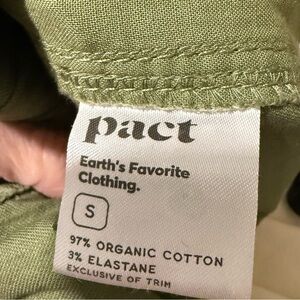 pact
Earth's Favorite
Clothing.
S
97% ORGANIC COTTON
3% ELASTANE
EXCLUSIVE OF TRIM